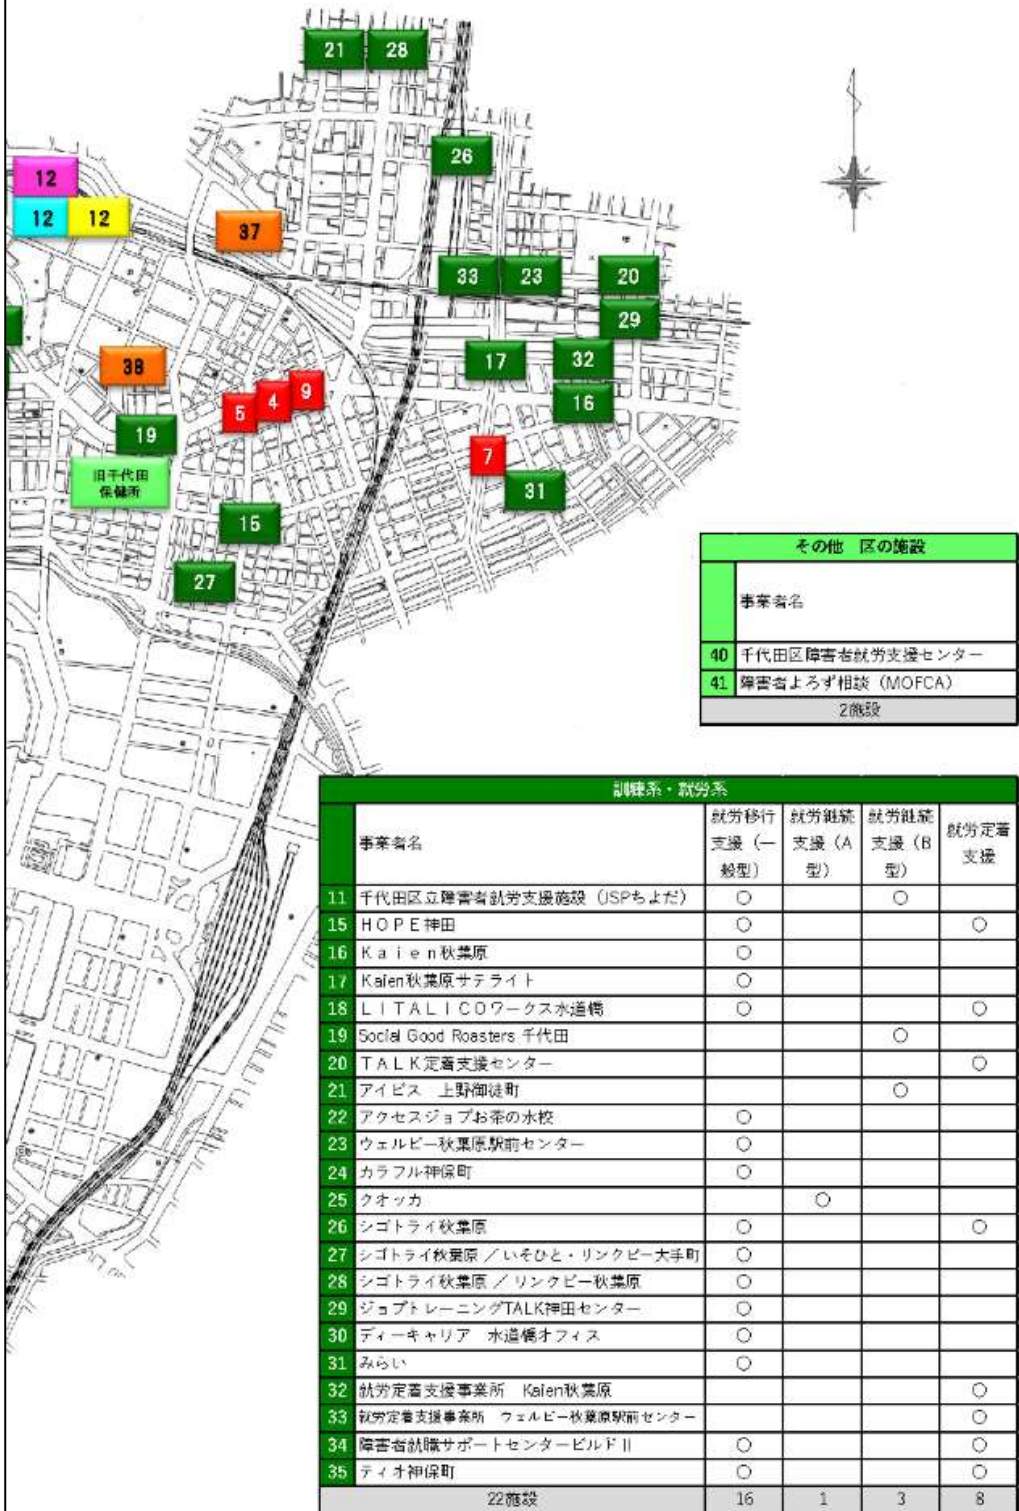 21 28
26
12
12 12
37
33 23 20
29
17 32
38
9
4
5
16
19
7
旧千代田
保健所
31
15
27
その他 区の施設
事業者名
40 千代田区障害者就労支援センター
41 障害者よろず相談（MOFCA）
2施設
訓練系・就労系
事業者名 就労移行支援（一般型） 就労継続支援（A型） 就労継続支援（B型） 就労定着支援
11 千代田区立障害者就労支援施設（JSPちよだ） ○ ○
15 ＨＯＰＥ神田 ○ ○
16 Ｋａｉｅｎ秋葉原 ○
17 Kaien秋葉原サテライト ○
18 ＬＩＴＡＬＩＣＯワークス水道橋 ○ ○
19 Social Good Roasters 千代田 ○
20 ＴＡＬＫ定着支援センター ○
21 アイビス　上野御徒町 ○
22 アクセスジョブお茶の水校 ○
23 ウェルビー秋葉原駅前センター ○
24 カラフル神保町 ○
25 クオッカ ○
26 シゴトライ秋葉原 ○ ○
27 シゴトライ秋葉原 ／ いそひと・リンクビー大手町 ○
28 シゴトライ秋葉原 ／ リンクビー秋葉原 ○
29 ジョブトレーニングTALK神田センター ○
30 ディーキャリア　水道橋オフィス ○
31 みらい ○
32 就労定着支援事業所　Kaien秋葉原 ○
33 就労定着支援事業所　ウェルビー秋葉原駅前センター ○
34 障害者就職サポートセンタービルドⅡ ○ ○
35 ティオ神保町 ○ ○
22施設 16 1 3 8